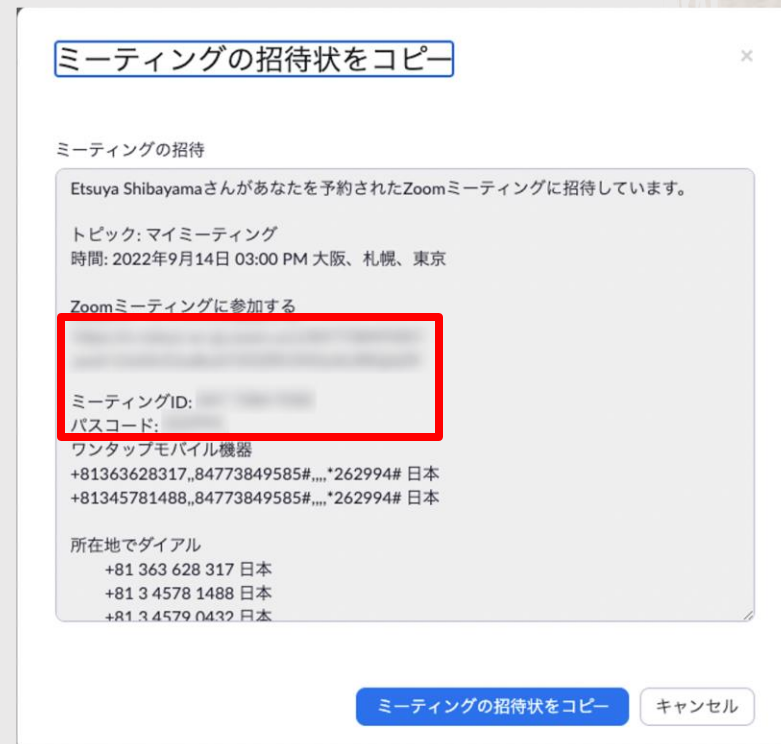 ミーティングの招待状をコピー
×
ミーティングの招待
Etsuya Shibayamaさんがあなたを予約されたZoomミーティングに招待しています。
トピック: マイミーティング
時間: 2022年9月14日 03:00 PM 大阪、札幌、東京
Zoomミーティングに参加する
ミーティングID:
パスコード:
ワンタップモバイル機器
+81363628317,,84773849585#,,,,*262994# 日本
+81345781488,,84773849585#,,,,*262994# 日本
所在地でダイアル
+81 363 628 317 日本
+81 3 4578 1488 日本
+81 3 4579 0432 日本
ミーティングの招待状をコピー
キャンセル